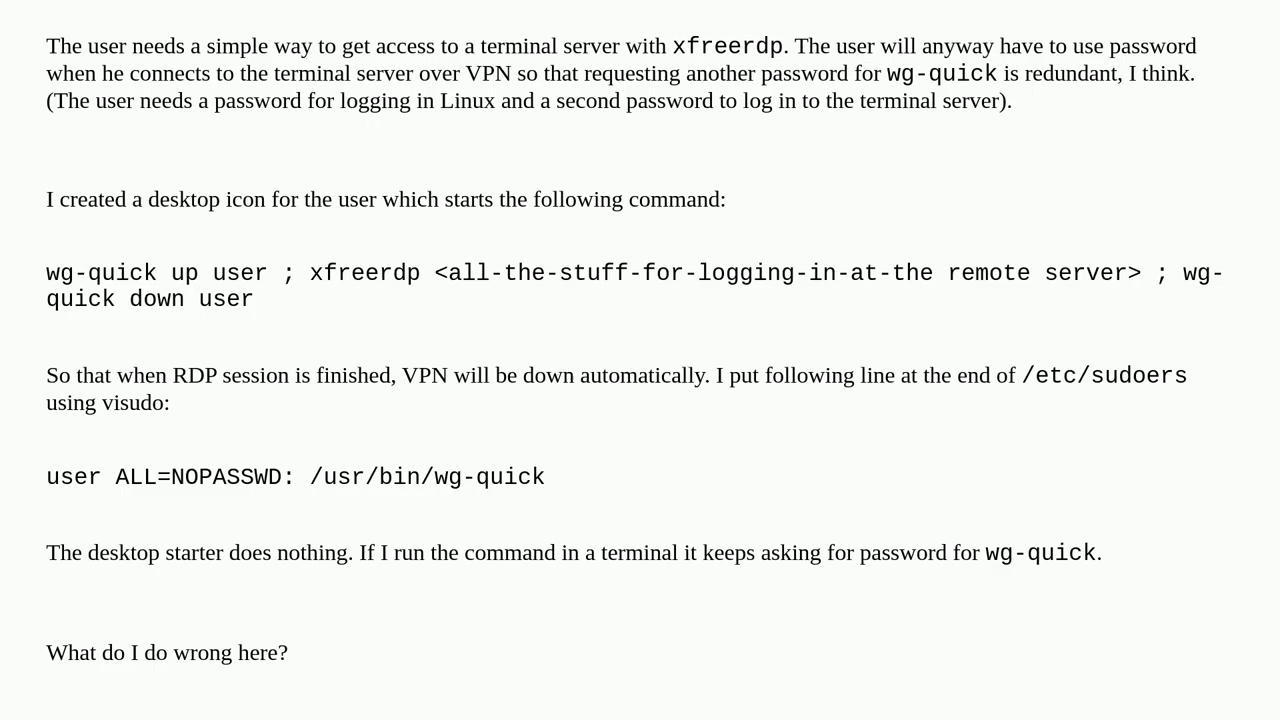 The user needs a simple way to get access to a terminal server with xfreerdp. The user will anyway have to use password
when he connects to the terminal server over VPN so that requesting another password for wg-quick is redundant, I think.
(The user needs a password for logging in Linux and a second password to log in to the terminal server).
I created a desktop icon for the user which starts the following command:
wg-quick up user ; xfreerdp <all-the-stuff-for-logging-in-at-the remote server> ; wg-
quick down user
So that when RDP session is finished, VPN will be down automatically. I put following line at the end of /etc/sudoers
using visudo:
user ALL=NOPASSWD: /usr/bin/wg-quick
The desktop starter does nothing. If I run the command in a terminal it keeps asking for password for wg-quick.
What do I do wrong here?